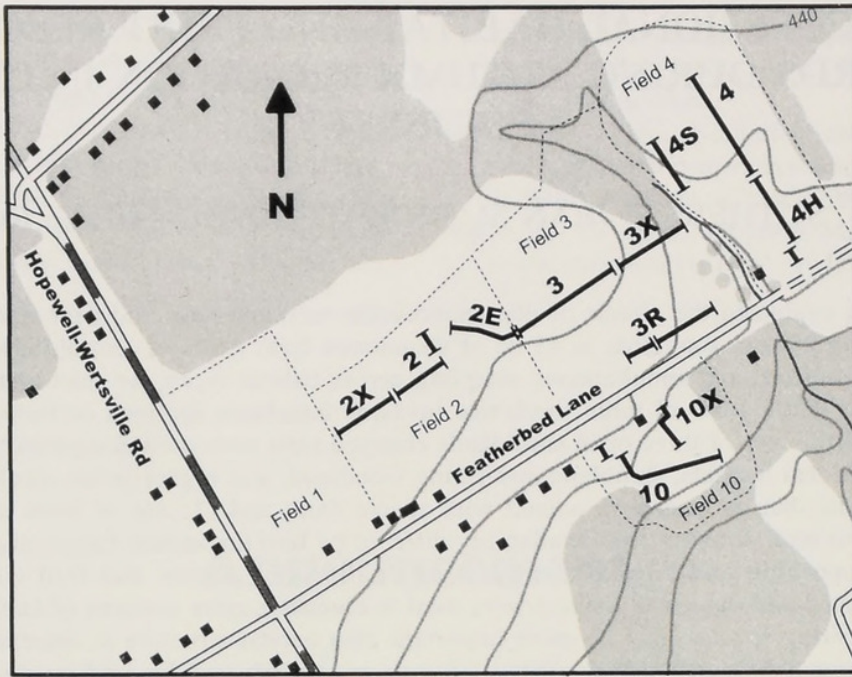 440
Field 4
4
4S
4H
N
Field 3
3X
3
Hopewell-Wertsville Rd
2E
2
3R
2X
Field 2
Featherbed Lane
10X
10
Field 10
Field 1